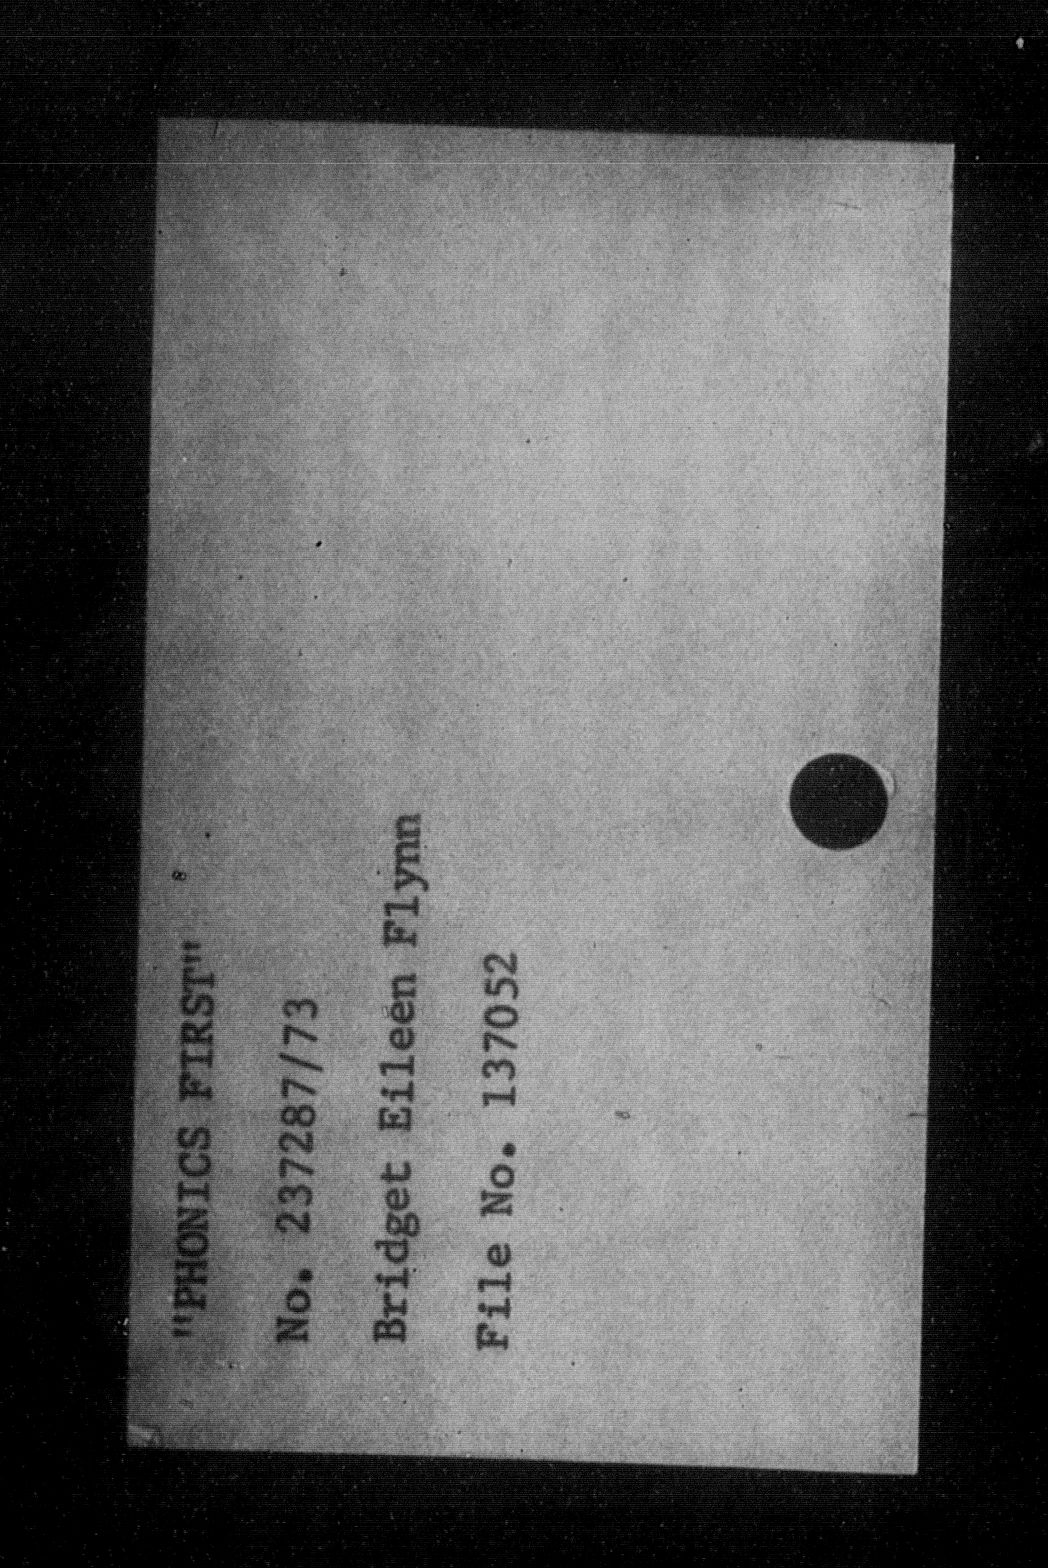 "PHONICS FIRST"
No. 237287/73
Bridget Eileen Flynn
File No. 137052